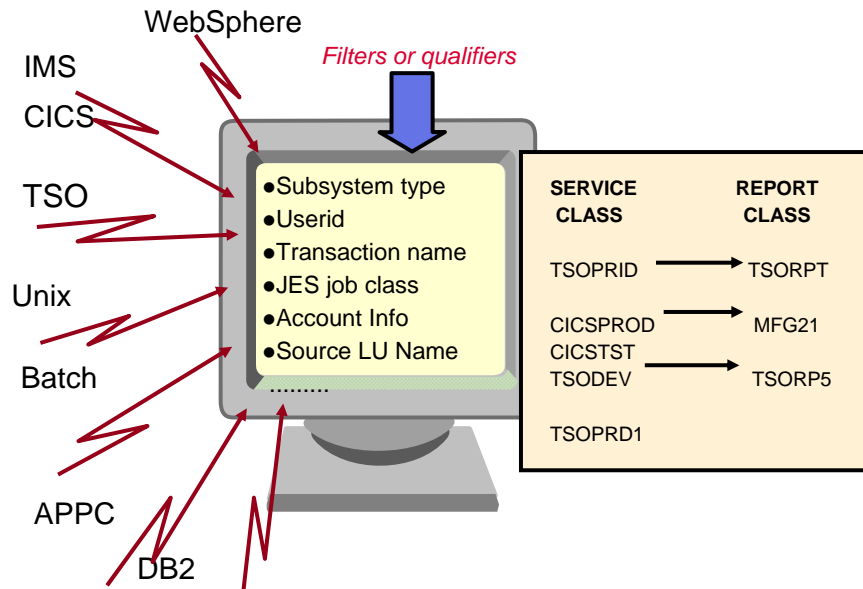 WebSphere
Filters or qualifiers
IMS
CICS
TSO
Unix
Batch
APPC
DB2
●Subsystem type
●Userid
●Transaction name
●JES job class
●Account Info
●Source LU Name
.........
SERVICE CLASS
REPORT CLASS
TSOPRID
TSORPT
CICSPROD
MFG21
CICSTST
TSODEV
TSORP5
TSOPRD1